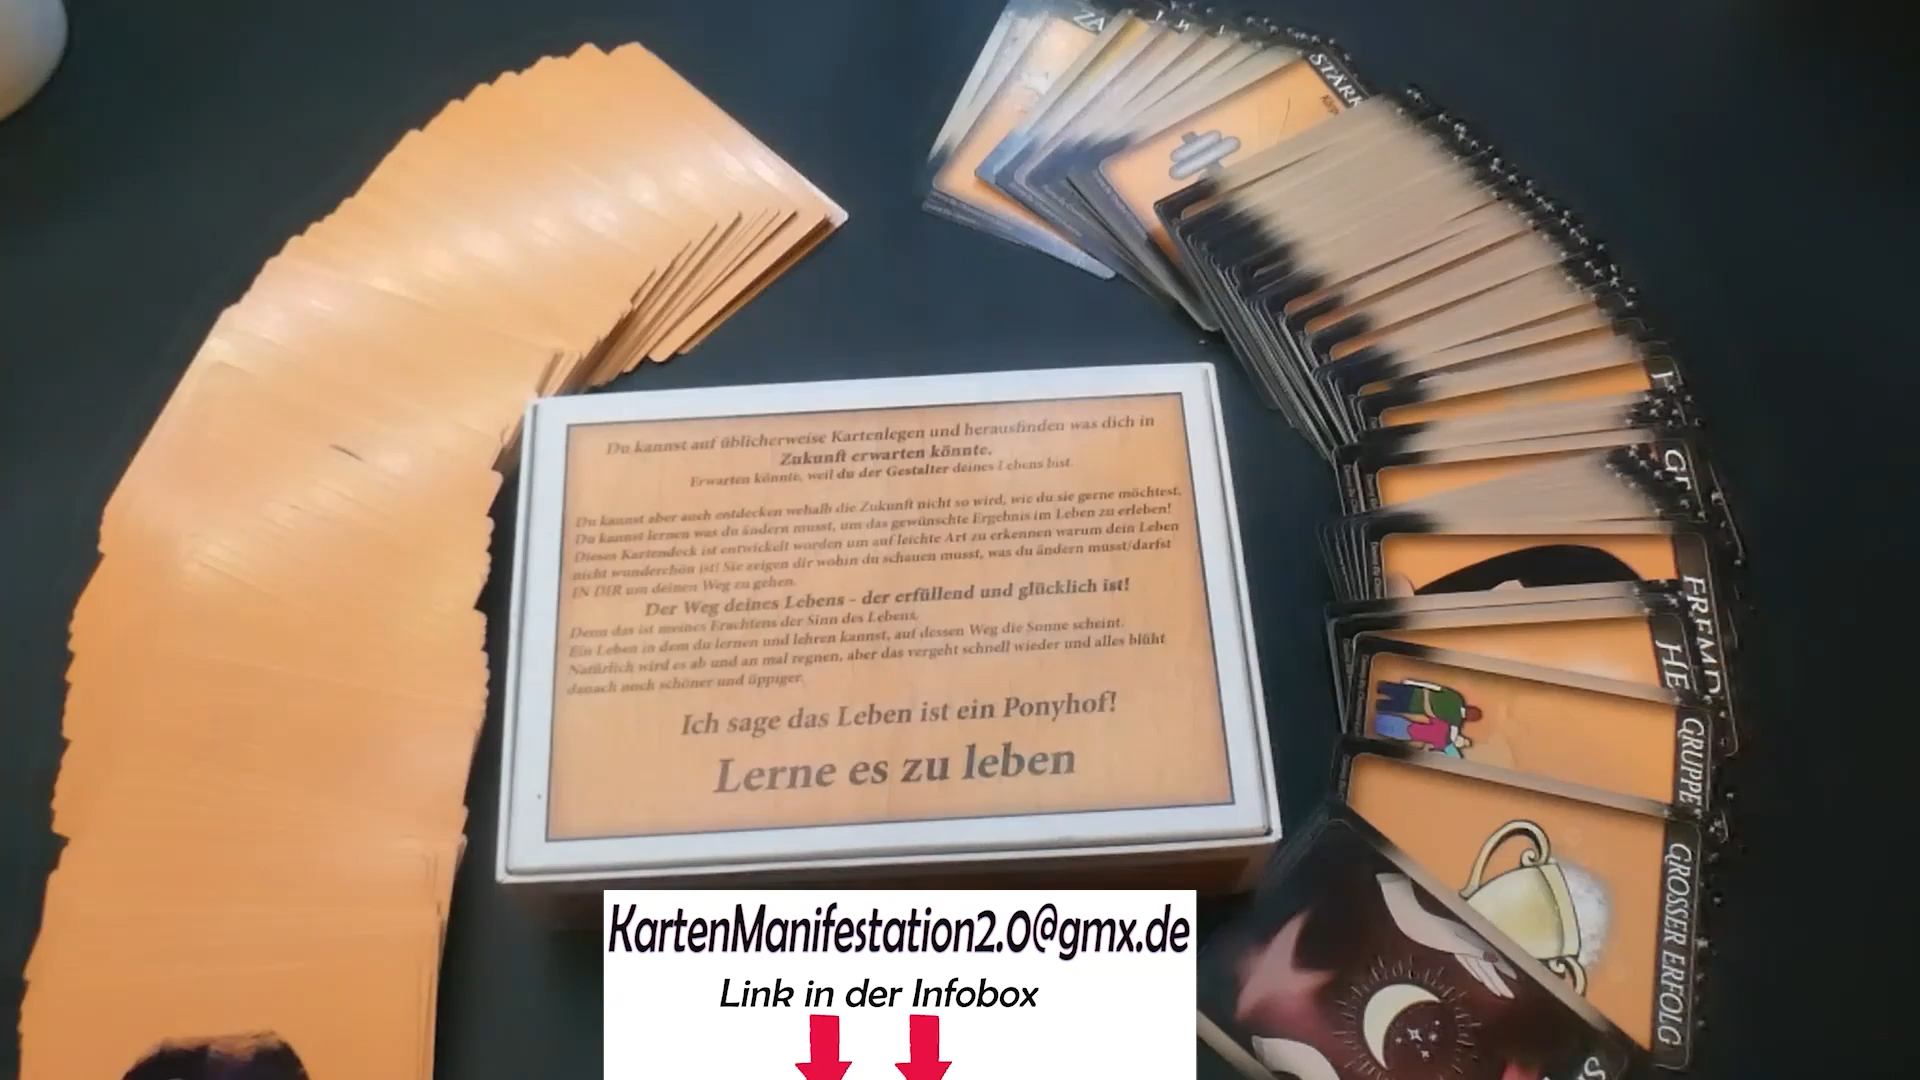 STÄRK
Du kannst auf üblicherweise Kartenlegen und herausfinden was dich in
Zukunft erwarten könnte.
Erwarten könnte, weil du der Gestalter deines Lebens bist.
Du kannst aber auch entdecken wehalb die Zukunft nicht so wird, wie du sie gerne möchtest.
Du kannst lernen was du ändern musst, um das gewünschte Ergebnis im Leben zu erleben!
Dieses Kartendeck ist entwickelt worden um auf leichte Art zu erkennen warum dein Leben
nicht wunderschön ist! Sie zeigen dir wohin du schauen musst, was du ändern musst/darfst
IN DIR um deinen Weg zu gehen.
Der Weg deines Lebens - der erfüllend und glücklich ist!
Denn das ist meines Erachtens der Sinn des Lebens.
Ein Leben in dem du lernen und lehren kannst, auf dessen Weg die Sonne scheint.
Natürlich wird es ab und an mal regnen, aber das vergeht schnell wieder und alles blüht
danach noch schöner und üppiger.
Ich sage das Leben ist ein Ponyhof!
Lerne es zu leben
GR
FREMD
HE
GRUPPE
GROSSER ERFOLG
KartenManifestation2.0@gmx.de
Link in der Infobox